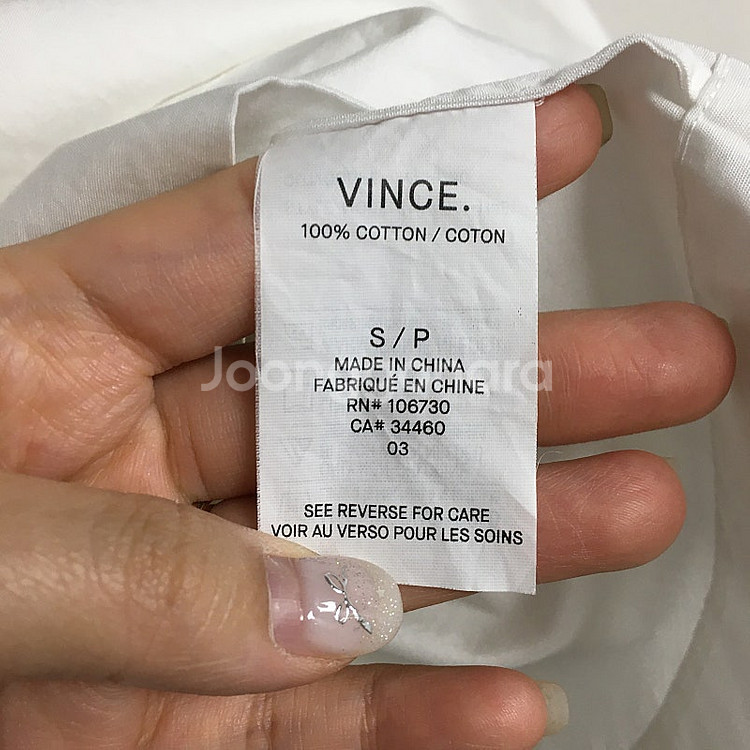 VINCE.
100% COTTON / COTON
S / P
MADE IN CHINA
FABRIQUÉ EN CHINE
RN# 106730
CA# 34460
03
SEE REVERSE FOR CARE
VOIR AU VERSO POUR LES SOINS